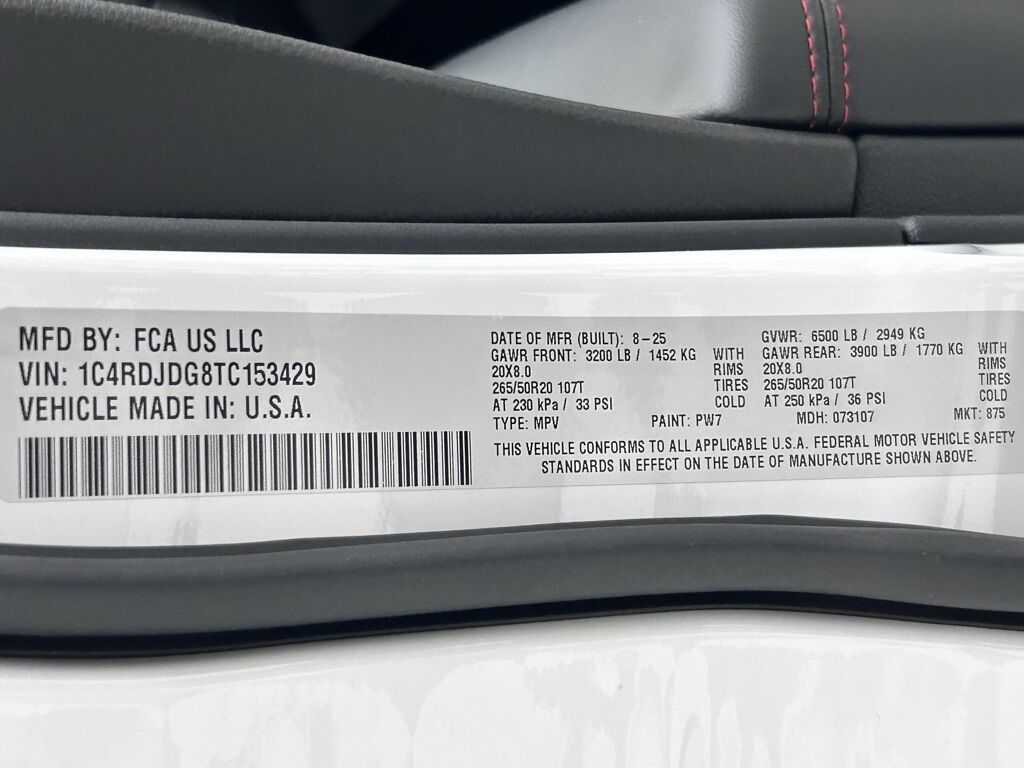 MFD BY: FCA US LLC
VIN: 1C4RDJDG8TC153429
VEHICLE MADE IN: U.S.A.
DATE OF MFR (BUILT): 8-25
GAWR FRONT: 3200 LB / 1452 KG WITH
20X8.0 RIMS
265/50R20 107T TIRES
AT 230 kPa / 33 PSI COLD
GVWR: 6500 LB / 2949 KG
GAWR REAR: 3900 LB / 1770 KG WITH
20X8.0 RIMS
265/50R20 107T TIRES
AT 250 kPa / 36 PSI COLD
TYPE: MPV PAINT: PW7 MDH: 073107 MKT: 875
THIS VEHICLE CONFORMS TO ALL APPLICABLE U.S.A. FEDERAL MOTOR VEHICLE SAFETY
STANDARDS IN EFFECT ON THE DATE OF MANUFACTURE SHOWN ABOVE.